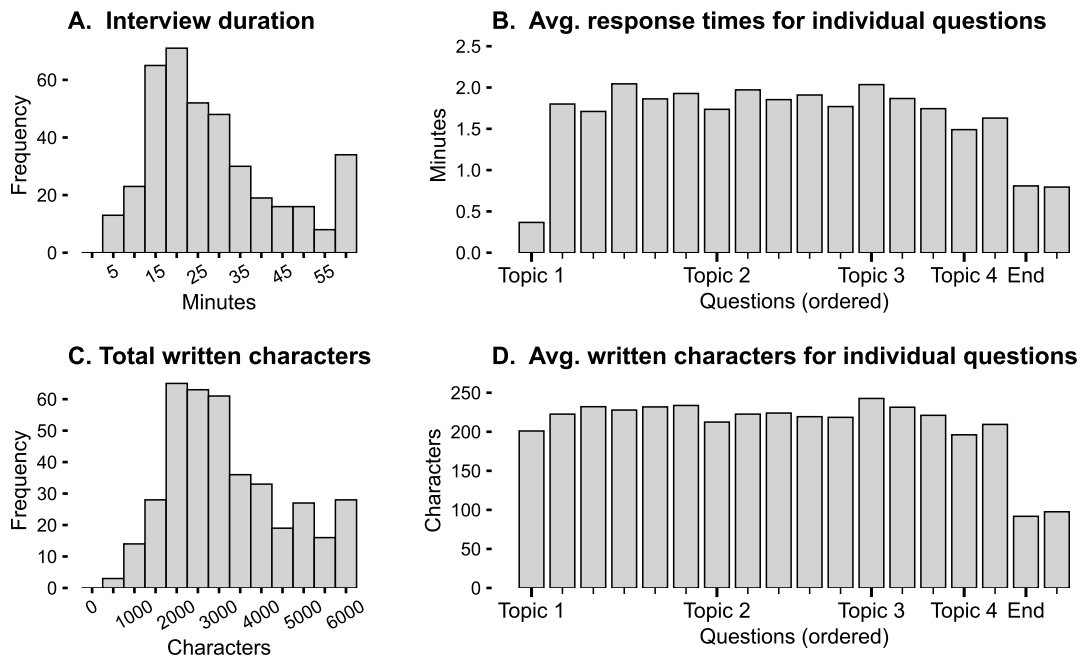 A. Interview duration
Frequency
60
40
20
0
5 15 25 35 45 55
Minutes
B. Avg. response times for individual questions
Minutes
2.5
2.0
1.5
1.0
0.5
0.0
Topic 1 Topic 2 Topic 3 Topic 4 End
Questions (ordered)
C. Total written characters
Frequency
60
50
40
30
20
10
0
0 1000 2000 3000 4000 5000 6000
Characters
D. Avg. written characters for individual questions
Characters
250
200
150
100
50
0
Topic 1 Topic 2 Topic 3 Topic 4 End
Questions (ordered)